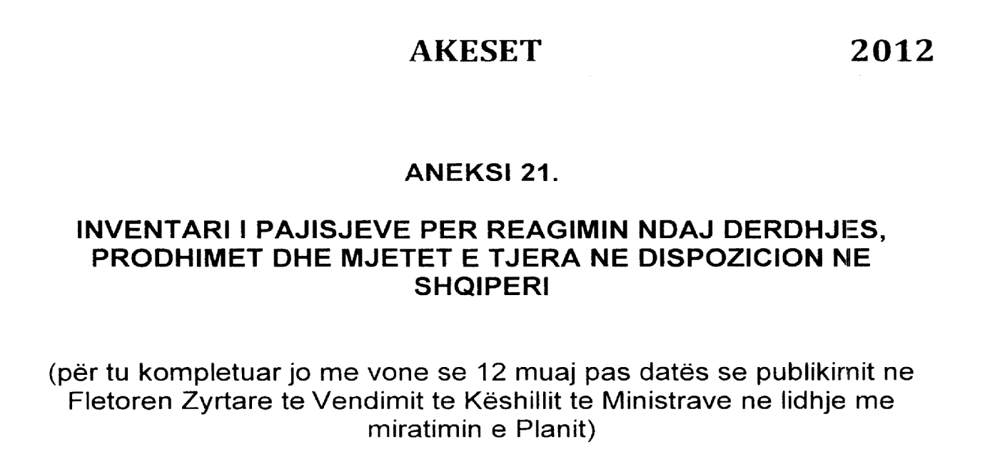 AKESET 2012
ANEKSI 21.
INVENTARI I PAJISJEVE PER REAGIMIN NDAJ DERDHJES,
PRODHIMET DHE MJETET E TJERA NE DISPOZICION NE
SHQIPERI
(për tu kompletuar jo me vone se 12 muaj pas datës se publikimit ne
Fletoren Zyrtare te Vendimit te Këshillit te Ministrave ne lidhje me
miratimin e Planit)